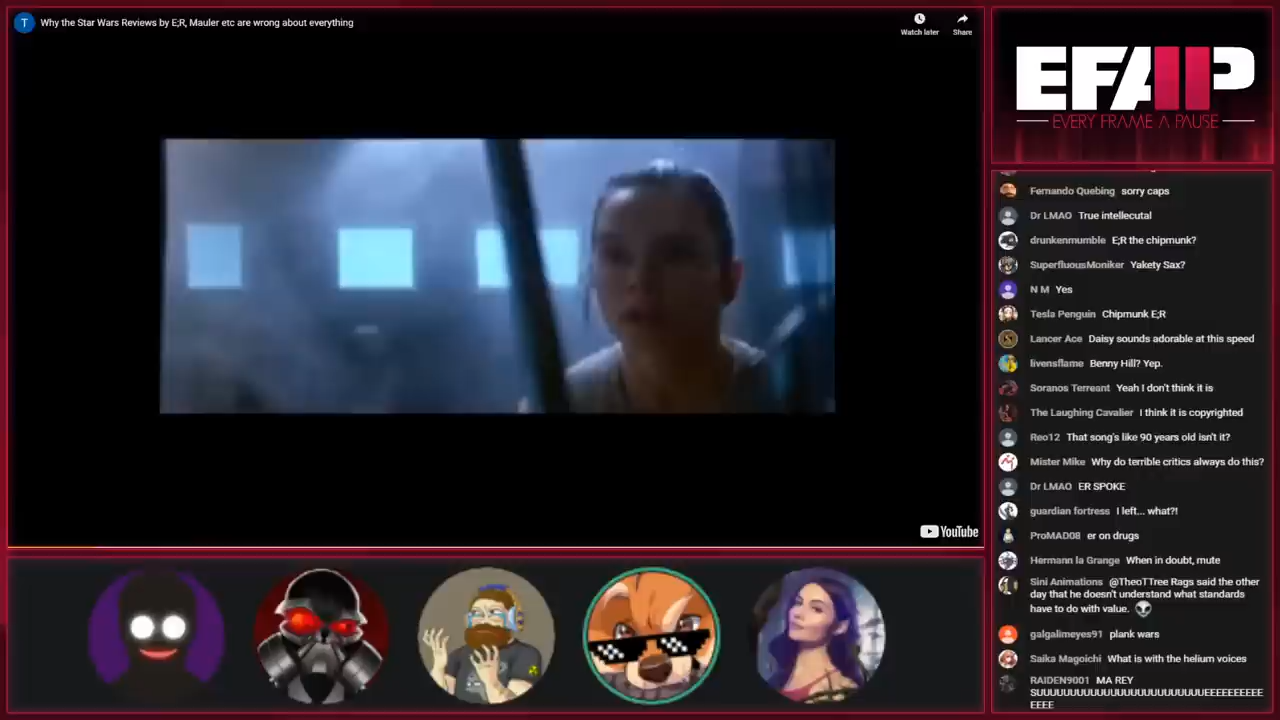 T Why the Star Wars Reviews by E;R, Mauler etc are wrong about everything
Watch later
Share
YouTube
EFAP
EVERY FRAME A PAUSE
Fernando Quebing sorry caps
Dr LMAO True intellecutal
drunkenmumble E;R the chipmunk?
SuperfluousMoniker Yakety Sax?
N M Yes
Tesla Penguin Chipmunk E;R
Lancer Ace Daisy sounds adorable at this speed
livensflame Benny Hill? Yep.
Soranos Terreant Yeah I don't think it is
The Laughing Cavalier I think it is copyrighted
Reo12 That song's like 90 years old isn't it?
Mister Mike Why do terrible critics always do this?
Dr LMAO ER SPOKE
guardian fortress I left... what?!
ProMAD08 er on drugs
Hermann la Grange When in doubt, mute
Sini Animations @TheoTTree Rags said the other
day that he doesn't understand what standards
have to do with value.
galgalimeyes91 plank wars
Saika Magoichi What is with the helium voices
RAIDEN9001 MA REY
SUUUUUUUUUUUUUUUUUUUUUUUEEEEEEEEEE
EEEE